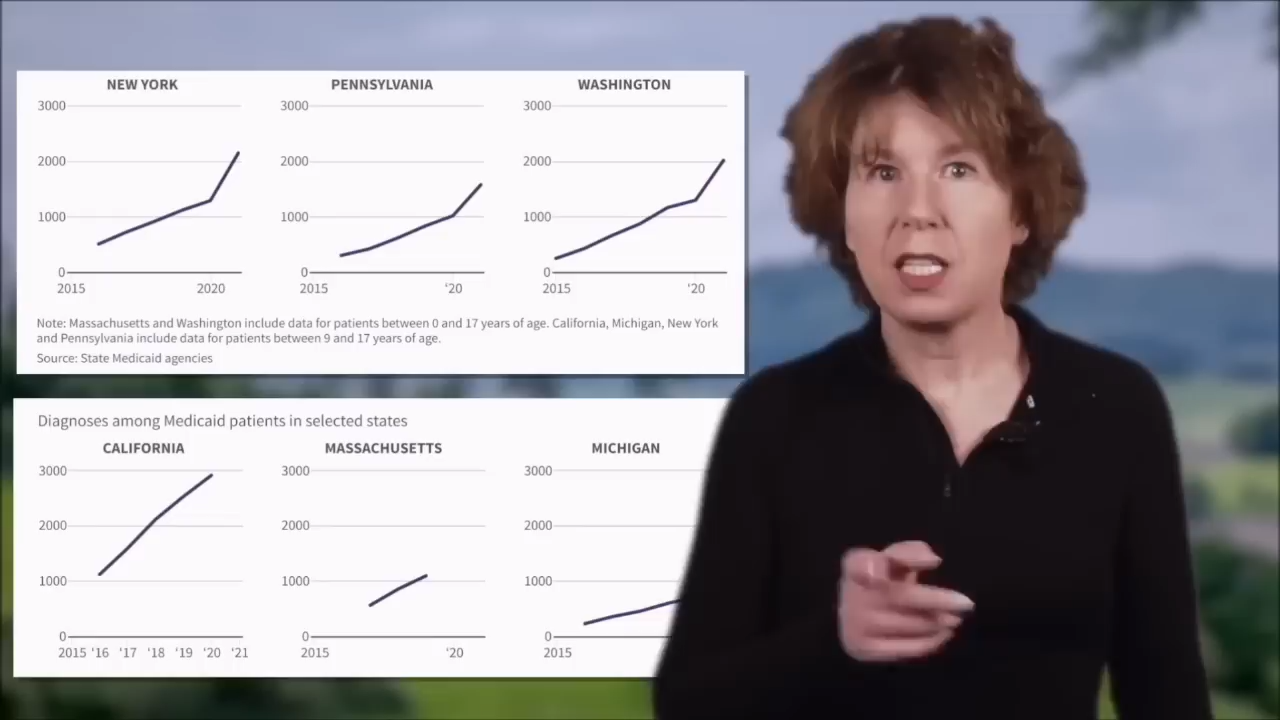 NEW YORK PENNSYLVANIA WASHINGTON
3000 3000 3000
2000 2000 2000
1000 1000 1000
0 0 0
2015 2020 2015 '20 2015 '20
Note: Massachusetts and Washington include data for patients between 0 and 17 years of age. California, Michigan, New York
and Pennsylvania include data for patients between 9 and 17 years of age.
Source: State Medicaid agencies
Diagnoses among Medicaid patients in selected states
CALIFORNIA MASSACHUSETTS MICHIGAN
3000 3000 3000
2000 2000 2000
1000 1000 1000
0 0 0
2015 '16 '17 '18 '19 '20 '21 2015 '20 2015